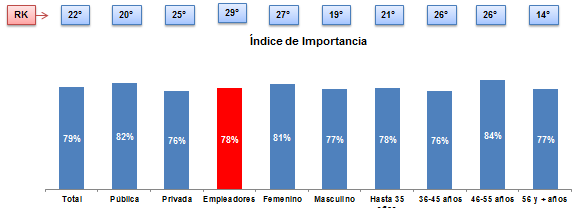 RK 22° 20° 25° 29° 27° 19° 21° 26° 26° 14°
Índice de Importancia
79% 82% 76% 78% 81% 77% 78% 76% 84% 77%
Total Pública Privada Empleadores Femenino Masculino Hasta 35 36-45 años 46-55 años 56 y + años
años